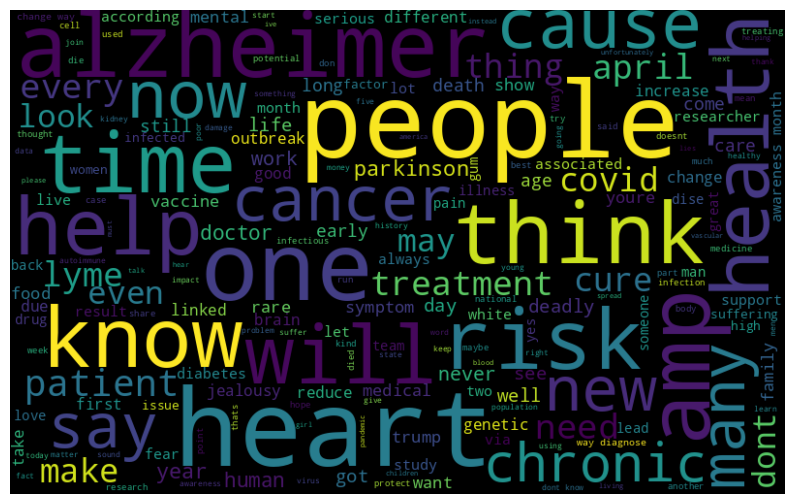 change way
start
instead
according
mental
serious
different
cell
ive
unfortunately
helping
cause
join
used
potential
treating
alzheimer
die
don
thing
april
next
thank
health
every
now
long
factor
lot
death
show
way
increase
five
something
mean
look
kidney
damage
poor
month
try
going
said
come
researcher
doesnt
thought
still
life
outbreak
people
america
data
infected
money
best
much
healthy
care
please
women
work
parkinson
gum
associated
time
good
age
covid
change
awareness month
live
case
vaccine
cancer
illness
youre
dise
great
must
pain
history
vascular
help
autoimmune
doctor
early
may
think
medicine
infectious
always
young
part
man
back
talk
hear
one
run
infection
food
lyme
impact
treatment
cure
due
even
linked
rare
symptom
day
national
deadly
someone
support
drug
result
share
spread
body
suffering
brain
let
white
yes
high
week
problem
suffer
team
word
know
will
died
state
keep
maybe
right
risk
amp
many
family
kind
blood
diabetes
never
see
patient
jealousy
reduce
medical
two
new
well
love
first
issue
hope
give
population
learn
say
thats
heart
genetic
need
lead
dont
take
girl
pandemic
fear
trump
via
using
way diagnose
today
matter
sound
point
children
make
year
human
got
study
want
chronic
another
fact
research
awareness
virus
protect
dont know
living